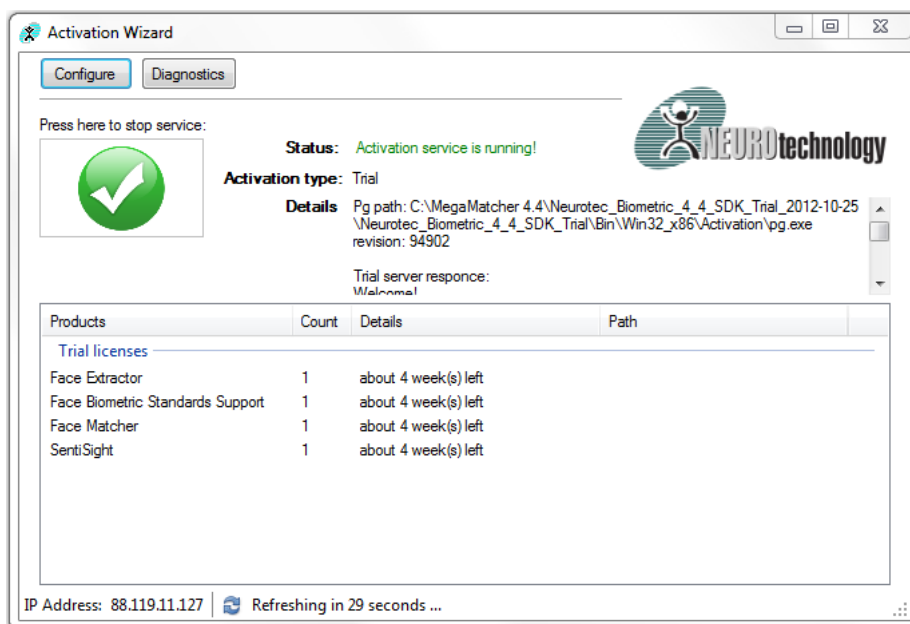 Activation Wizard
Configure
Diagnostics
Press here to stop service:
NEUROtechnology
Status: Activation service is running!
Activation type: Trial
Details Pg path: C:\MegaMatcher 4.4\Neurotec_Biometric_4_4_SDK_Trial_2012-10-25
\Neurotec_Biometric_4_4_SDK_Trial\Bin\Win32_x86\Activation\pg.exe
revision: 94902
Trial server responce:
Welcome!
Products Count Details Path
Trial licenses
Face Extractor 1 about 4 week(s) left
Face Biometric Standards Support 1 about 4 week(s) left
Face Matcher 1 about 4 week(s) left
SentiSight 1 about 4 week(s) left
IP Address: 88.119.11.127 Refreshing in 29 seconds ...